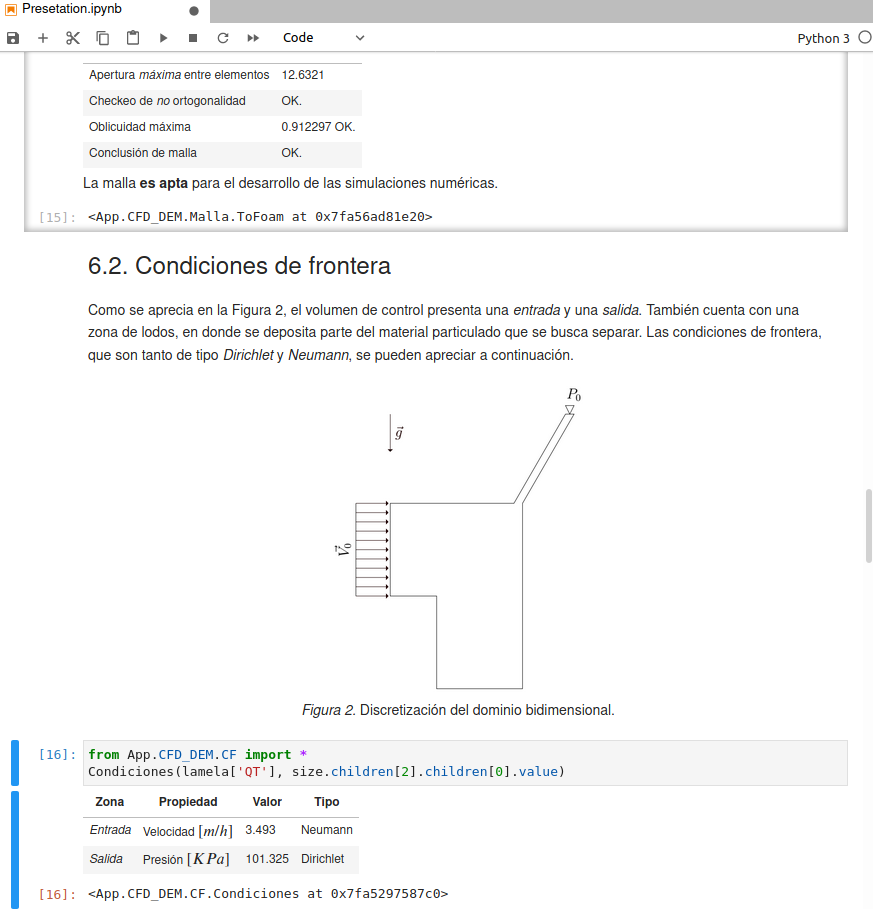 Presetation.ipynb
Code
Python 3
Apertura máxima entre elementos 12.6321
Checkeo de no ortogonalidad OK.
Oblicuidad máxima 0.912297 OK.
Conclusión de malla OK.
La malla es apta para el desarrollo de las simulaciones numéricas.
[15]: <App.CFD_DEM.Malla.ToFoam at 0x7fa56ad81e20>
6.2. Condiciones de frontera
Como se aprecia en la Figura 2, el volumen de control presenta una entrada y una salida. También cuenta con una
zona de lodos, en donde se deposita parte del material particulado que se busca separar. Las condiciones de frontera,
que son tanto de tipo Dirichlet y Neumann, se pueden apreciar a continuación.
P₀
g⃗
V⃗₀
Figura 2. Discretización del dominio bidimensional.
[16]: from App.CFD_DEM.CF import *
Condiciones(lamela['QT'], size.children[2].children[0].value)
Zona Propiedad Valor Tipo
Entrada Velocidad [m/h] 3.493 Neumann
Salida Presión [KPa] 101.325 Dirichlet
[16]: <App.CFD_DEM.CF.Condiciones at 0x7fa5297587c0>